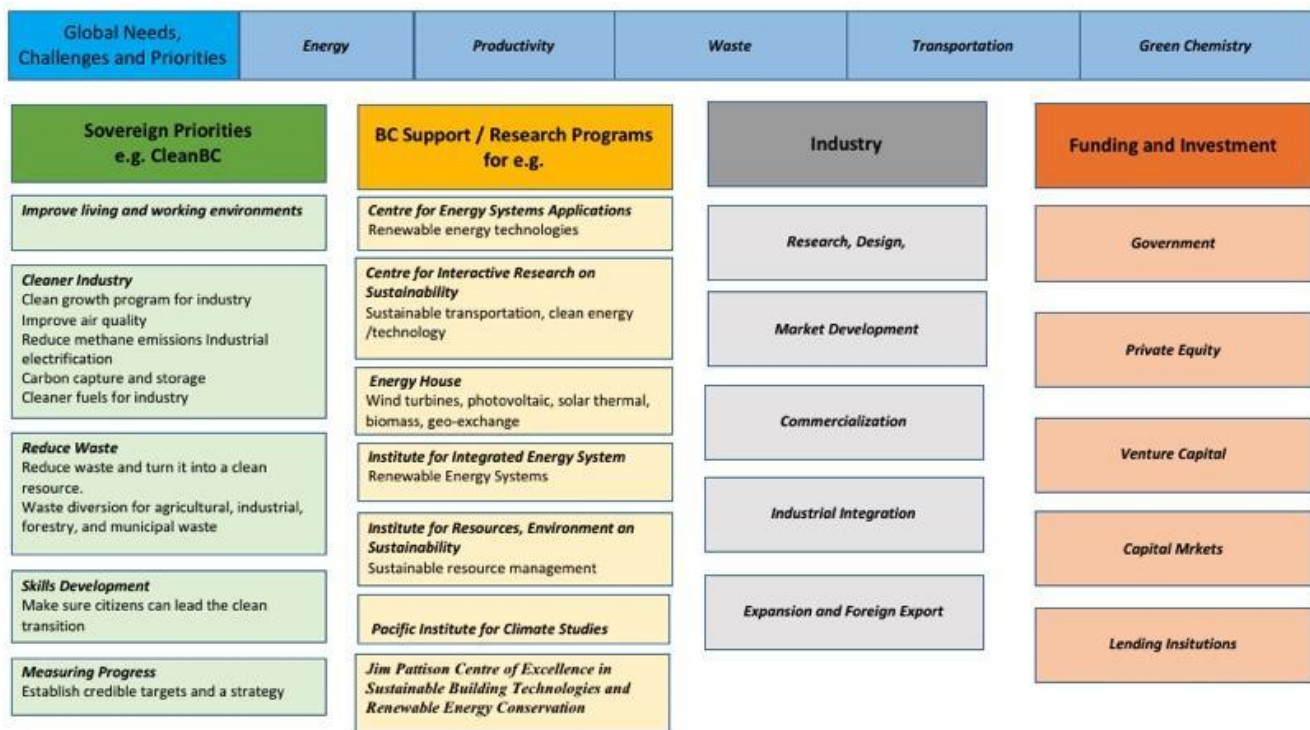 Global Needs,
Challenges and Priorities
Energy
Productivity
Waste
Transportation
Green Chemistry
Sovereign Priorities
e.g. CleanBC
Improve living and working environments
Cleaner Industry
Clean growth program for industry
Improve air quality
Reduce methane emissions Industrial
electrification
Carbon capture and storage
Cleaner fuels for industry
Reduce Waste
Reduce waste and turn it into a clean
resource.
Waste diversion for agricultural, industrial,
forestry, and municipal waste
Skills Development
Make sure citizens can lead the clean
transition
Measuring Progress
Establish credible targets and a strategy
BC Support / Research Programs
for e.g.
Centre for Energy Systems Applications
Renewable energy technologies
Centre for Interactive Research on
Sustainability
Sustainable transportation, clean energy
/technology
Energy House
Wind turbines, photovoltaic, solar thermal,
biomass, geo-exchange
Institute for Integrated Energy System
Renewable Energy Systems
Institute for Resources, Environment an
Sustainability
Sustainable resource management
Pacific Institute for Climate Studies
Jim Pattison Centre of Excellence in
Sustainable Building Technologies and
Renewable Energy Conservation
Industry
Research, Design,
Market Development
Commercialization
Industrial Integration
Expansion and Foreign Export
Funding and Investment
Government
Private Equity
Venture Capital
Capital Mrkets
Lending Insitutions